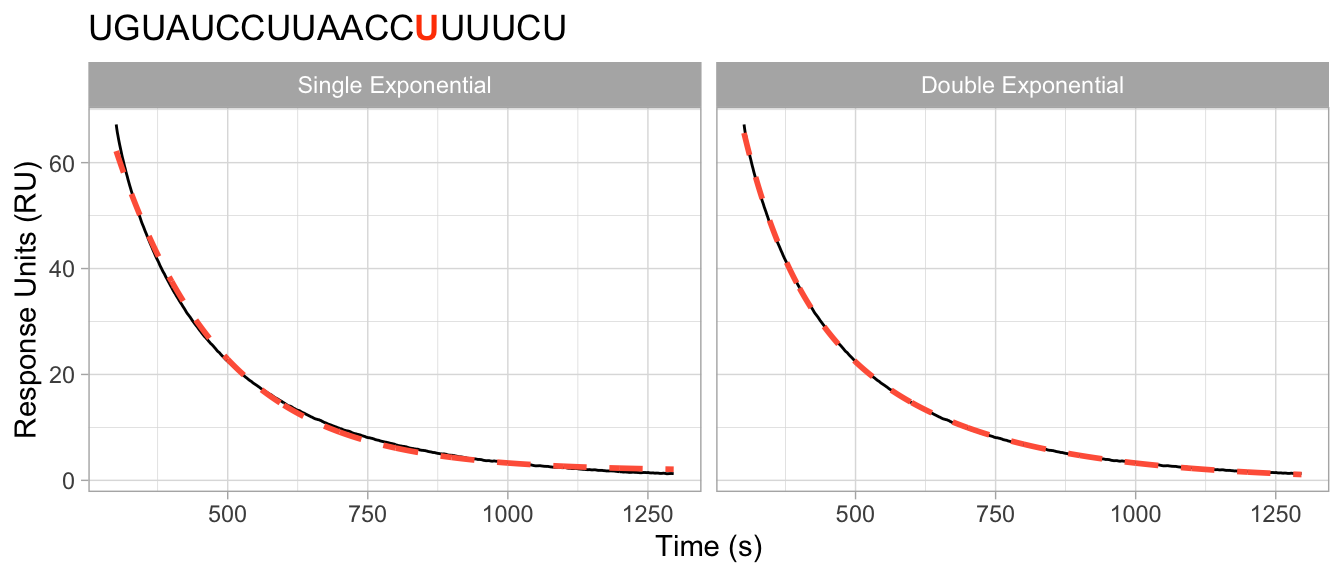 UGUAUCCUUAACCUUUUCU
Single Exponential
Double Exponential
Response Units (RU)
60
40
20
0
500 750 1000 1250
500 750 1000 1250
Time (s)